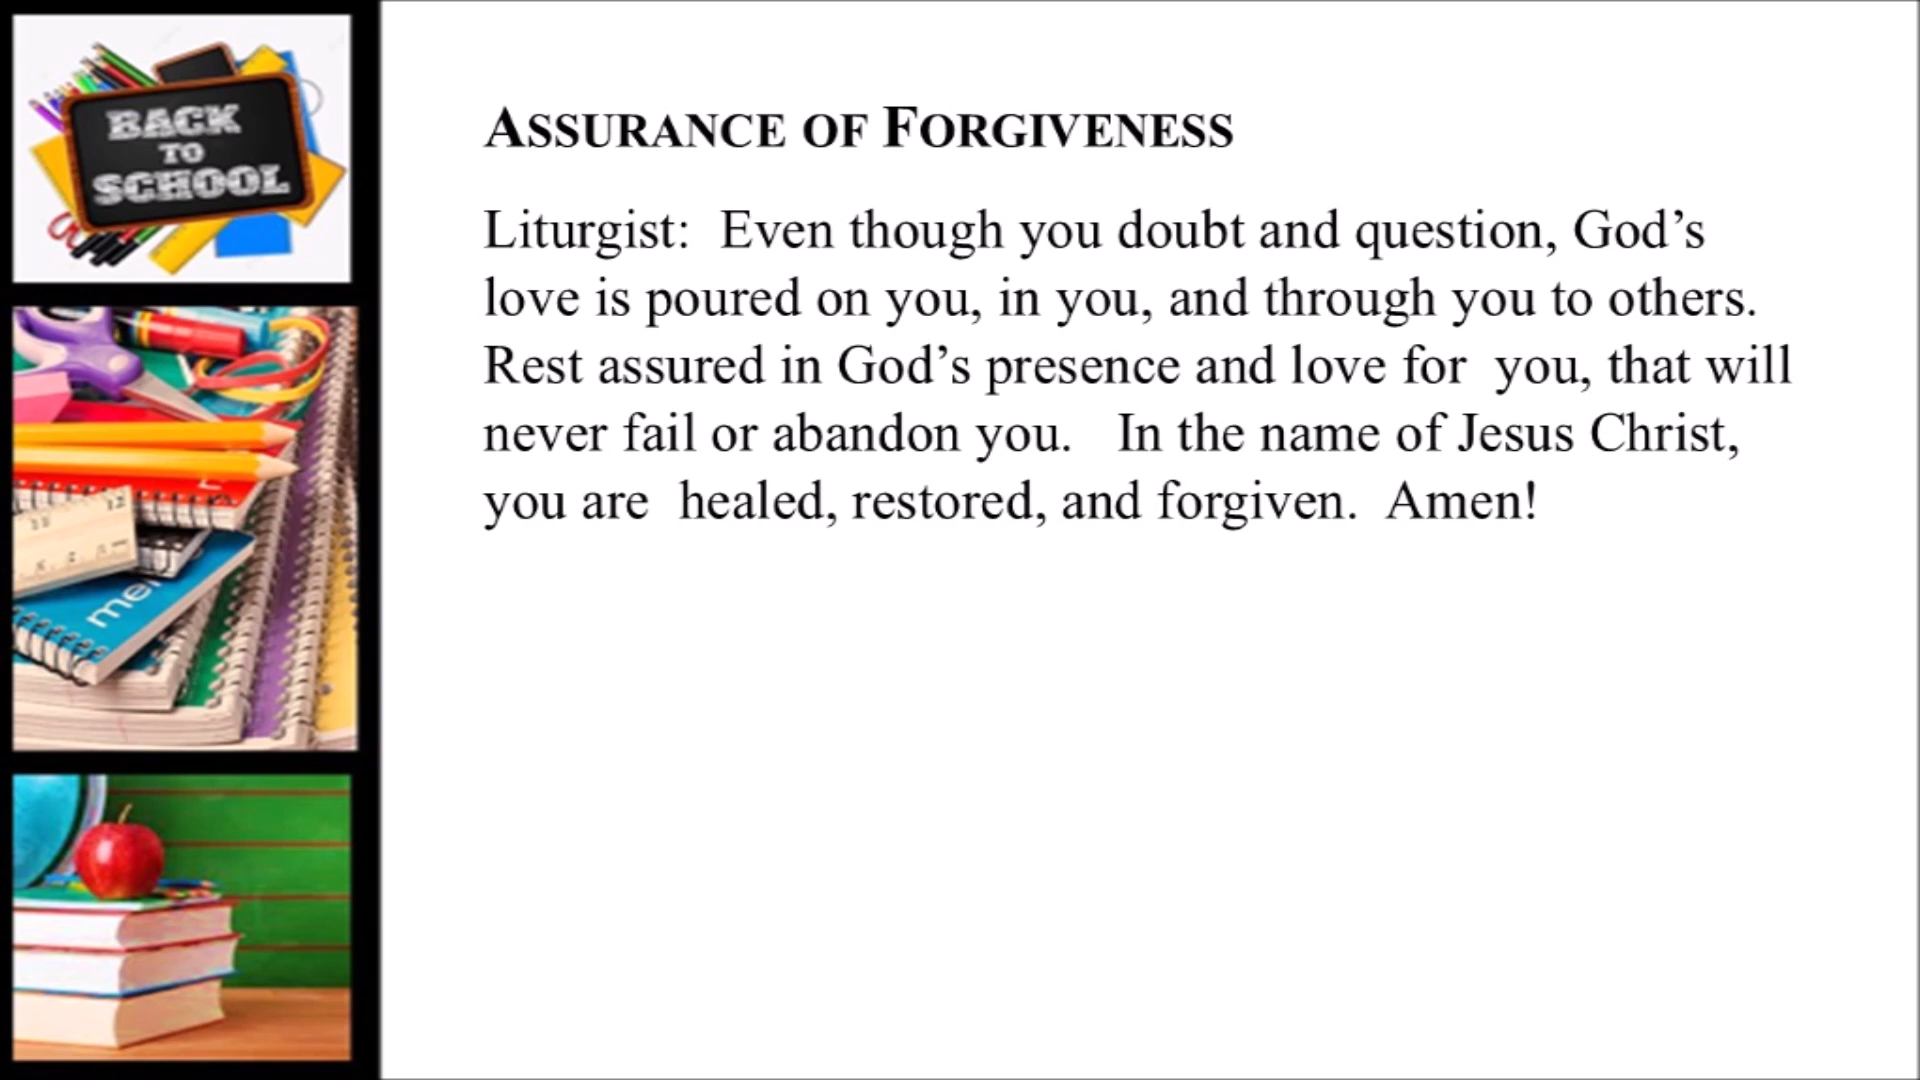 BACK
TO
SCHOOL
ASSURANCE OF FORGIVENESS
Liturgist:  Even though you doubt and question, God’s
love is poured on you, in you, and through you to others.
Rest assured in God’s presence and love for  you, that will
never fail or abandon you.   In the name of Jesus Christ,
you are  healed, restored, and forgiven.  Amen!
11 12